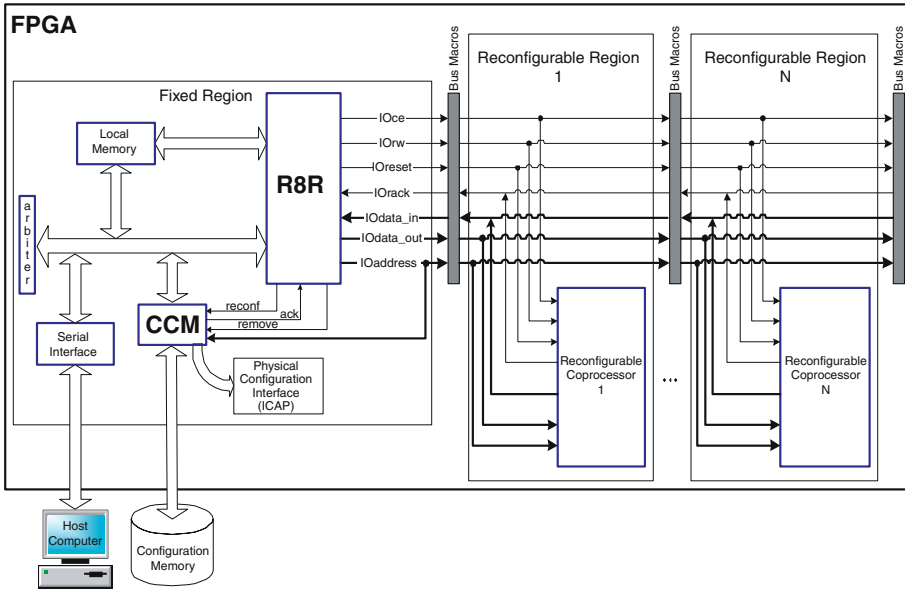 FPGA
Fixed Region
Local
Memory
R8R
arbiter
IOce
IOrw
IOreset
IOrack
IOdata_in
IOdata_out
IOaddress
reconf
ack
remove
CCM
Serial
Interface
Physical
Configuration
Interface
(ICAP)
Bus Macros
Reconfigurable Region
1
Reconfigurable
Coprocessor
1
...
Bus Macros
Reconfigurable Region
N
Reconfigurable
Coprocessor
N
Bus Macros
Host
Computer
Configuration
Memory